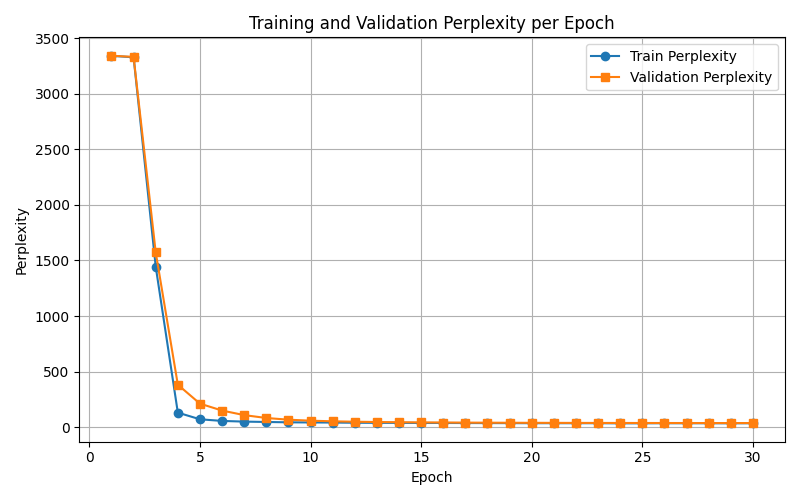 Training and Validation Perplexity per Epoch
Train Perplexity
Validation Perplexity
Perplexity
3500
3000
2500
2000
1500
1000
500
0
0 5 10 15 20 25 30
Epoch